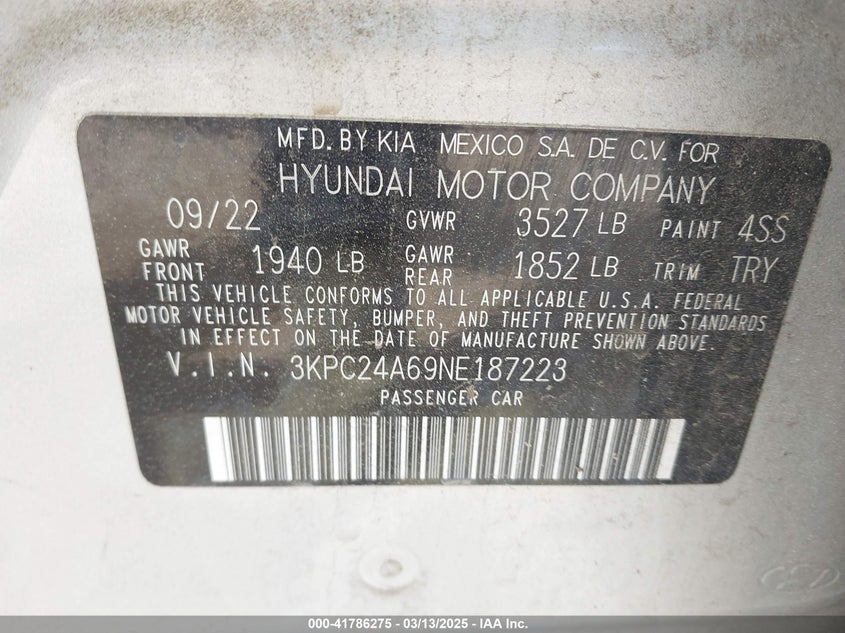 MFD. BY KIA MEXICO S.A. DE C.V. FOR
HYUNDAI MOTOR COMPANY
09/22 GVWR 3527 LB PAINT 4SS
GAWR FRONT 1940 LB GAWR REAR 1852 LB TRIM TRY
THIS VEHICLE CONFORMS TO ALL APPLICABLE U.S.A. FEDERAL
MOTOR VEHICLE SAFETY, BUMPER, AND THEFT PREVENTION STANDARDS
IN EFFECT ON THE DATE OF MANUFACTURE SHOWN ABOVE.
V.I.N. 3KPC24A69NE187223
PASSENGER CAR
000-41786275 - 03/13/2025 - IAA Inc.